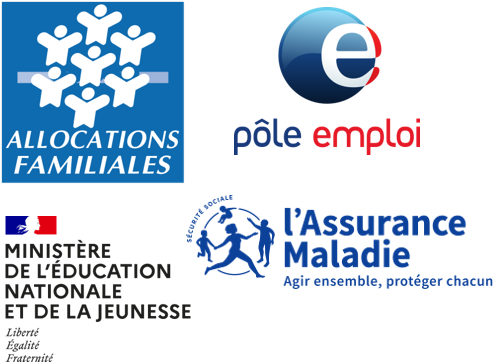 ALLOCATIONS
FAMILIALES
e
pôle emploi
MINISTÈRE
DE L'ÉDUCATION
NATIONALE
ET DE LA JEUNESSE
Liberté
Égalité
Fraternité
SÉCURITÉ SOCIALE
l'Assurance
Maladie
Agir ensemble, protéger chacun